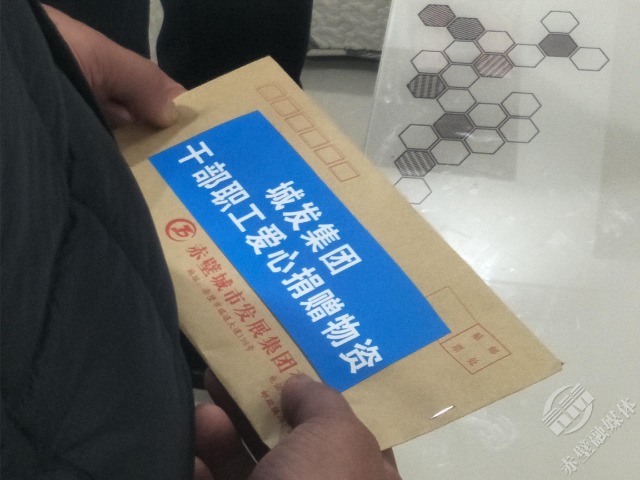 城发集团
干部职工爱心捐赠物资
赤壁城市发展集团
赤壁融媒体